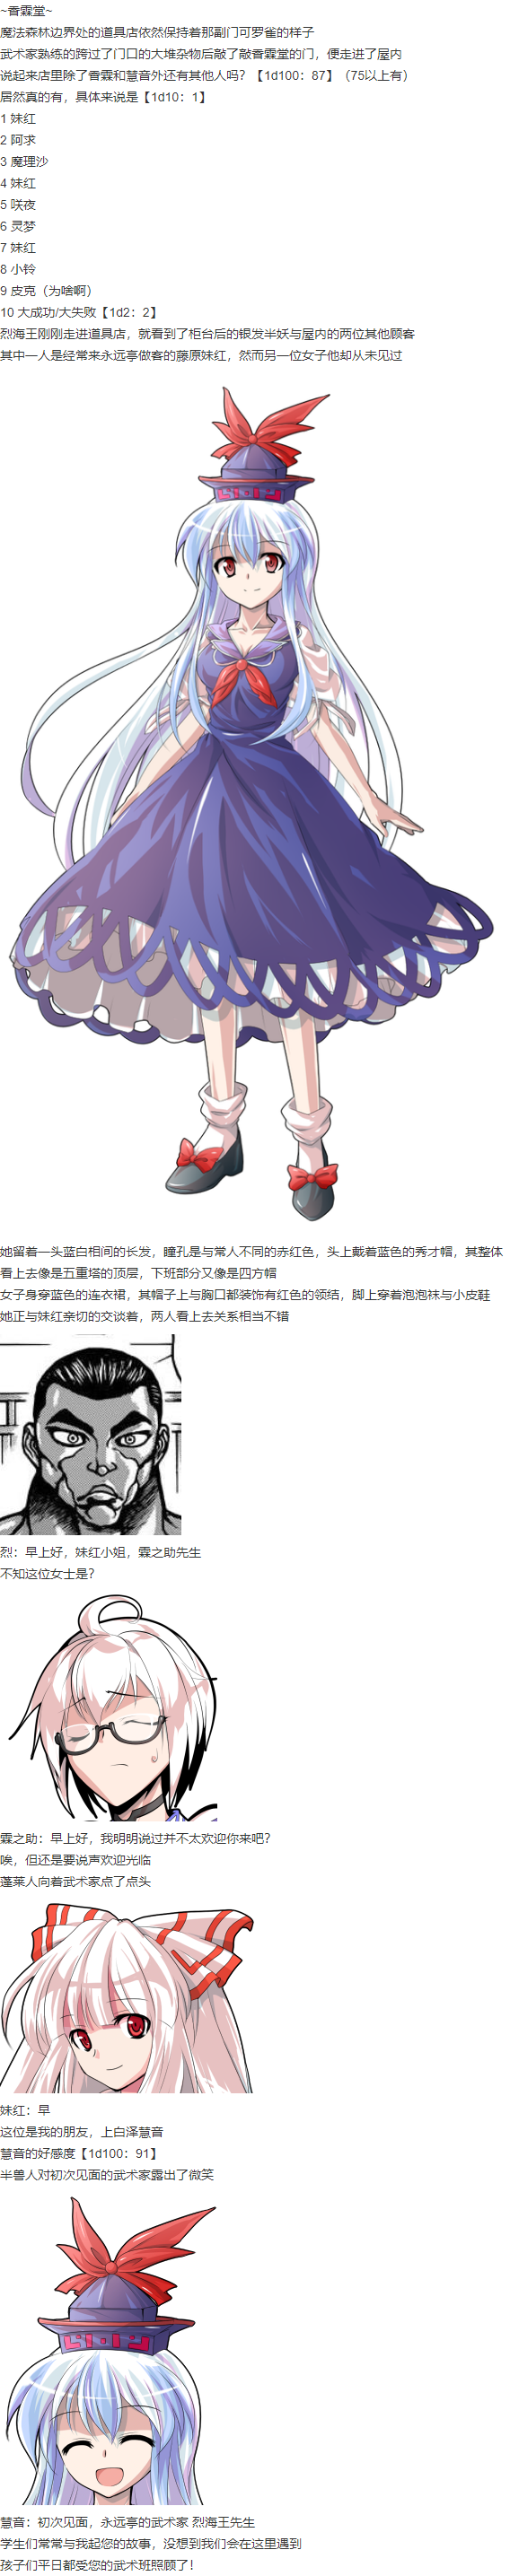 ~香霖堂~
魔法森林边界处的道具店依然保持着那副门可罗雀的样子
武术家熟练的跨过了门口的大堆杂物后敲了敲香霖堂的门，便走进了屋内
说起来店里除了香霖和慧音外还有其他人吗？【1d100：87】（75以上有）
居然真的有，具体来说是【1d10：1】
1 妹红
2 阿求
3 魔理沙
4 妹红
5 咲夜
6 灵梦
7 妹红
8 小铃
9 皮克（为啥啊）
10 大成功/大失败【1d2：2】
烈海王刚刚走进道具店，就看到了柜台后的银发半妖与屋内的两位其他顾客
其中一人是经常来永远亭做客的藤原妹红，然而另一位女子他却从未见过
她留着一头蓝白相间的长发，瞳孔是与常人不同的赤红色，头上戴着蓝色的秀才帽，其整体
看上去像是五重塔的顶层，下班部分又像是四方帽
女子身穿蓝色的连衣裙，其帽子上与胸口都装饰有红色的领结，脚上穿着泡泡袜与小皮鞋
她正与妹红亲切的交谈着，两人看上去关系相当不错
烈：早上好，妹红小姐，霖之助先生
不知这位女士是？
霖之助：早上好，我明明说过并不太欢迎你来吧？
唉，但还是要说声欢迎光临
蓬莱人向着武术家点了点头
妹红：早
这位是我的朋友，上白泽慧音
慧音的好感度【1d100：91】
半兽人对初次见面的武术家露出了微笑
慧音：初次见面，永远亭的武术家 烈海王先生
学生们常常与我起您的故事，没想到我们会在这里遇到
孩子们平日都受您的武术班照顾了！